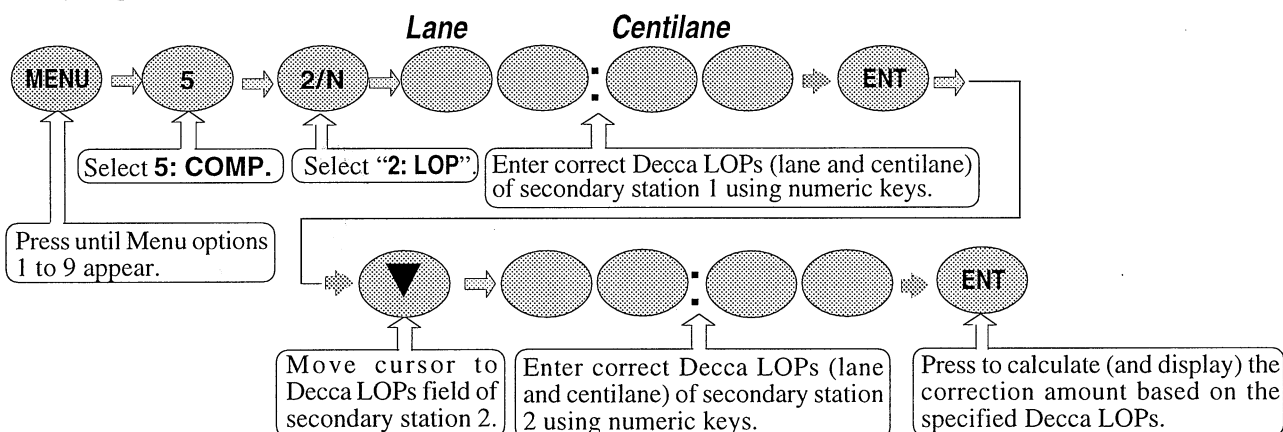 Lane Centilane
MENU 5 2/N : ENT
Select 5: COMP. Select “2: LOP”. Enter correct Decca LOPs (lane and centilane)
of secondary station 1 using numeric keys.
Press until Menu options
1 to 9 appear.
▼ : ENT
Move cursor to
Decca LOPs field of
secondary station 2.
Enter correct Decca LOPs (lane
and centilane) of secondary station
2 using numeric keys.
Press to calculate (and display) the
correction amount based on the
specified Decca LOPs.